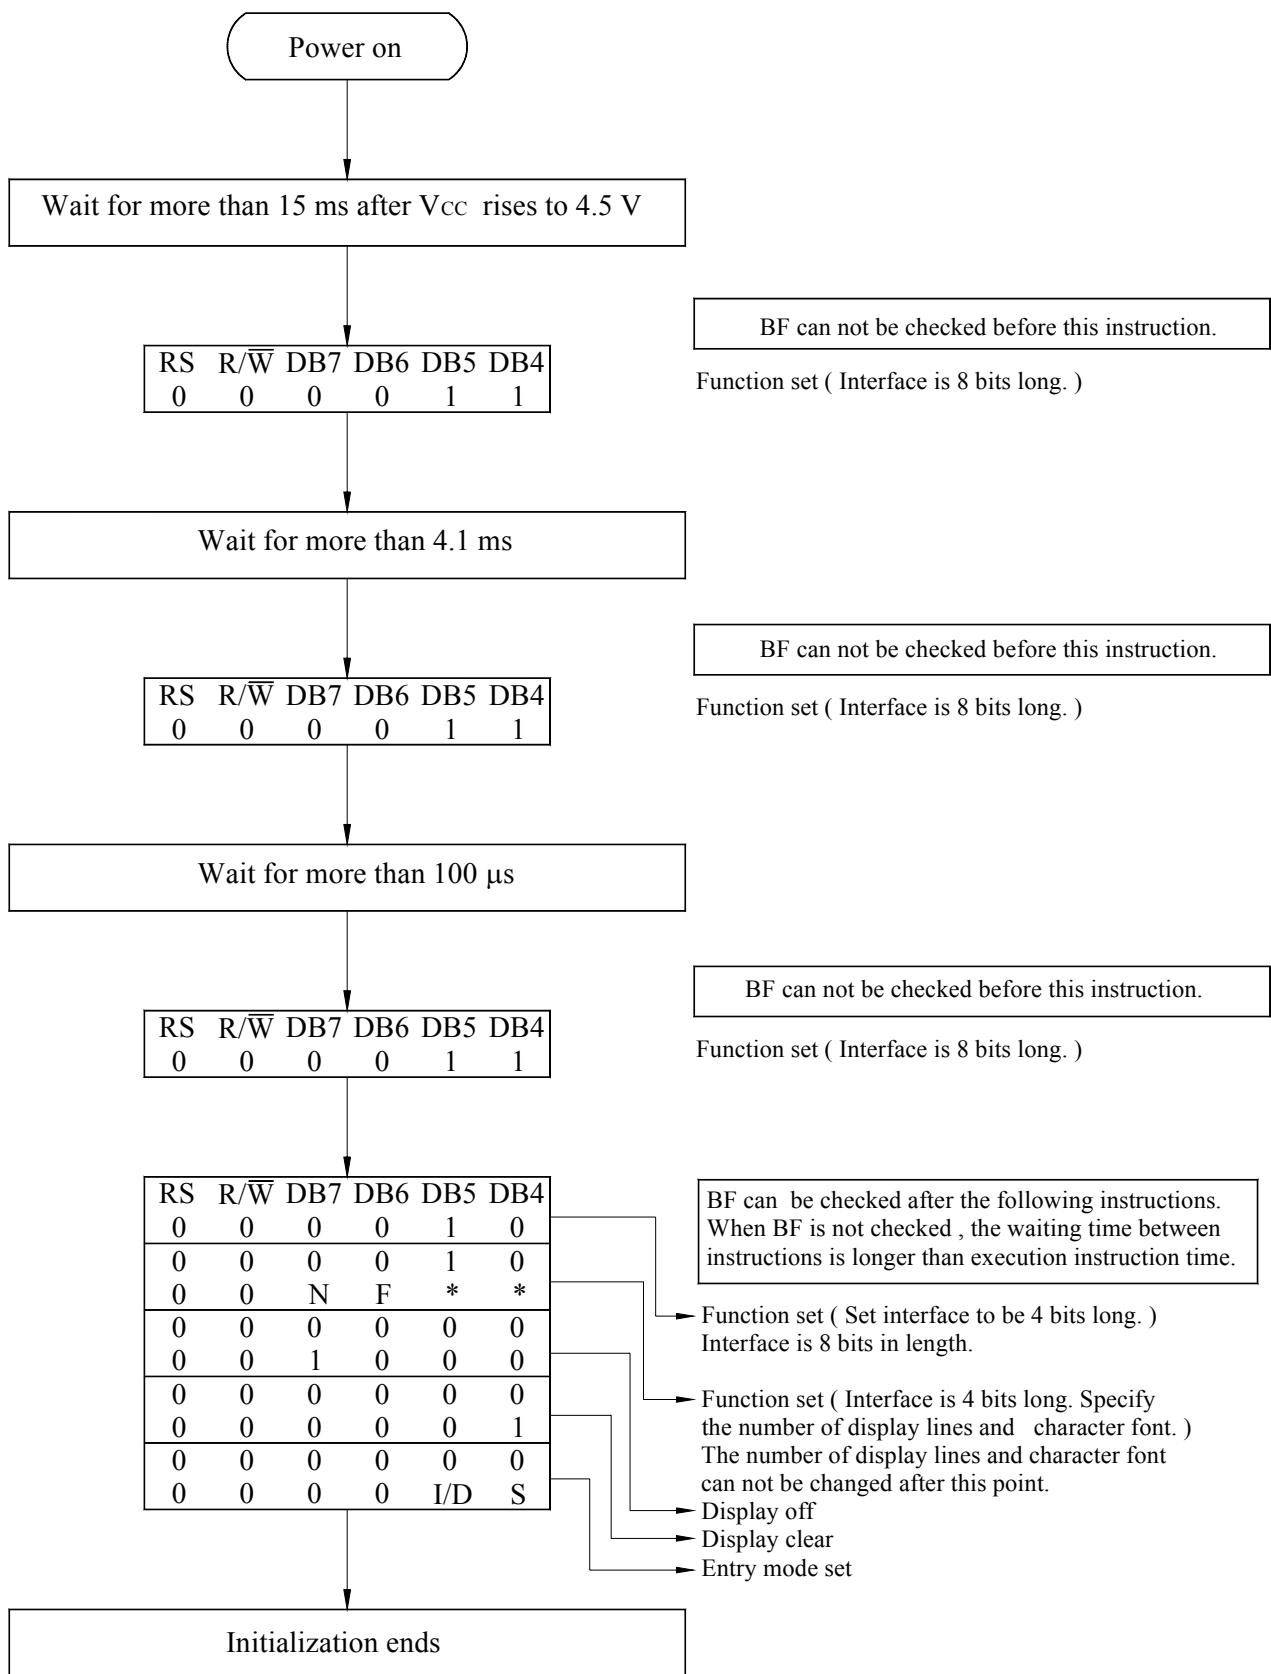 Power on
Wait for more than 15 ms after VCC rises to 4.5 V
BF can not be checked before this instruction.
RS R/W̅ DB7 DB6 DB5 DB4
0 0 0 0 1 1
Function set ( Interface is 8 bits long. )
Wait for more than 4.1 ms
BF can not be checked before this instruction.
RS R/W̅ DB7 DB6 DB5 DB4
0 0 0 0 1 1
Function set ( Interface is 8 bits long. )
Wait for more than 100 μs
BF can not be checked before this instruction.
RS R/W̅ DB7 DB6 DB5 DB4
0 0 0 0 1 1
Function set ( Interface is 8 bits long. )
RS R/W̅ DB7 DB6 DB5 DB4
0 0 0 0 1 0
0 0 0 0 1 0
0 0 N F * *
0 0 0 0 0 0
0 0 1 0 0 0
0 0 0 0 0 0
0 0 0 0 0 1
0 0 0 0 0 0
0 0 0 0 I/D S
BF can be checked after the following instructions.
When BF is not checked , the waiting time between
instructions is longer than execution instruction time.
Function set ( Set interface to be 4 bits long. )
Interface is 8 bits in length.
Function set ( Interface is 4 bits long. Specify
the number of display lines and character font. )
The number of display lines and character font
can not be changed after this point.
Display off
Display clear
Entry mode set
Initialization ends